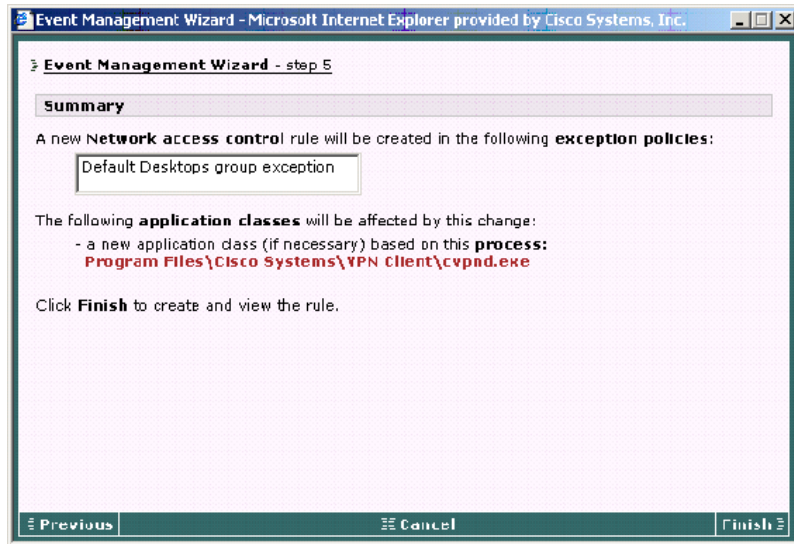 Event Management Wizard - Microsoft Internet Explorer provided by Cisco Systems, Inc.
Event Management Wizard - step 5
Summary
A new Network access control rule will be created in the following exception policies:
Default Desktops group exception
The following application classes will be affected by this change:
- a new application class (if necessary) based on this process:
Program Files\Cisco Systems\VPN Client\cvpnd.exe
Click Finish to create and view the rule.
Previous
Cancel
Finish